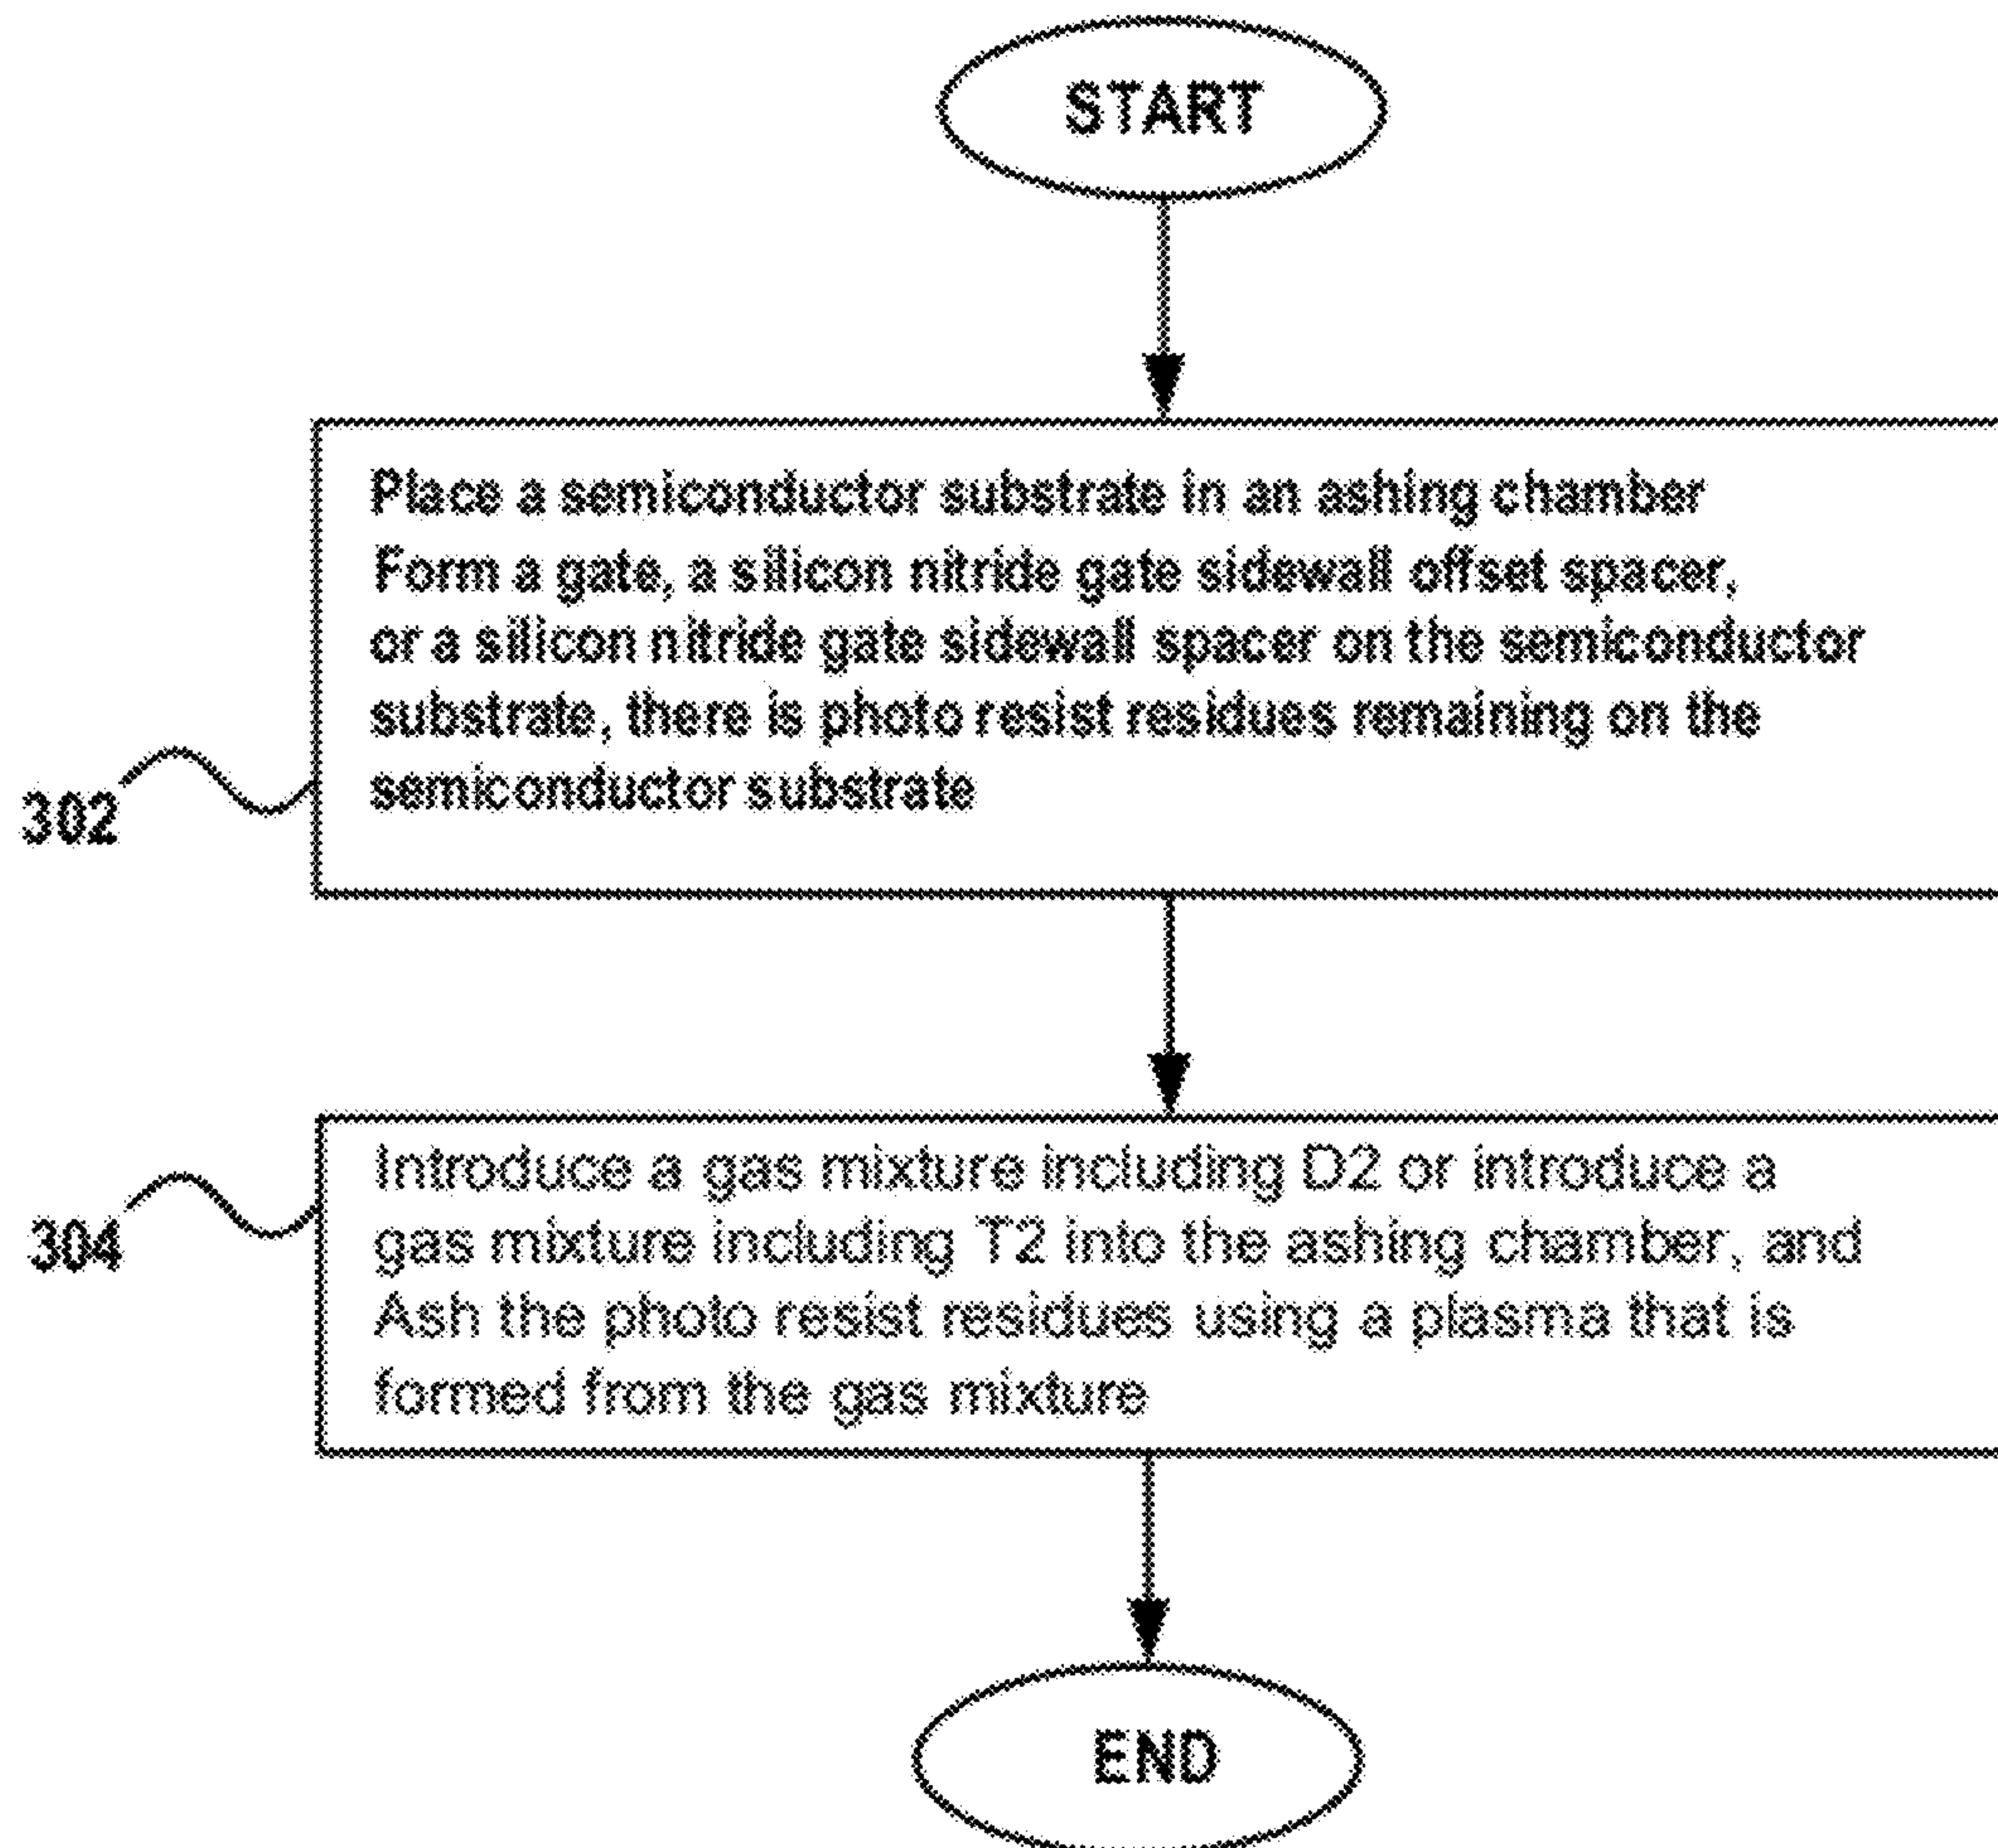 START
Place a semiconductor substrate in an ashing chamber
Form a gate, a silicon nitride gate sidewall offset spacer,
or a silicon nitride gate sidewall spacer on the semiconductor
substrate, there is photo resist residues remaining on the
semiconductor substrate
302
Introduce a gas mixture including D2 or introduce a
gas mixture including T2 into the ashing chamber, and
Ash the photo resist residues using a plasma that is
formed from the gas mixture
304
END